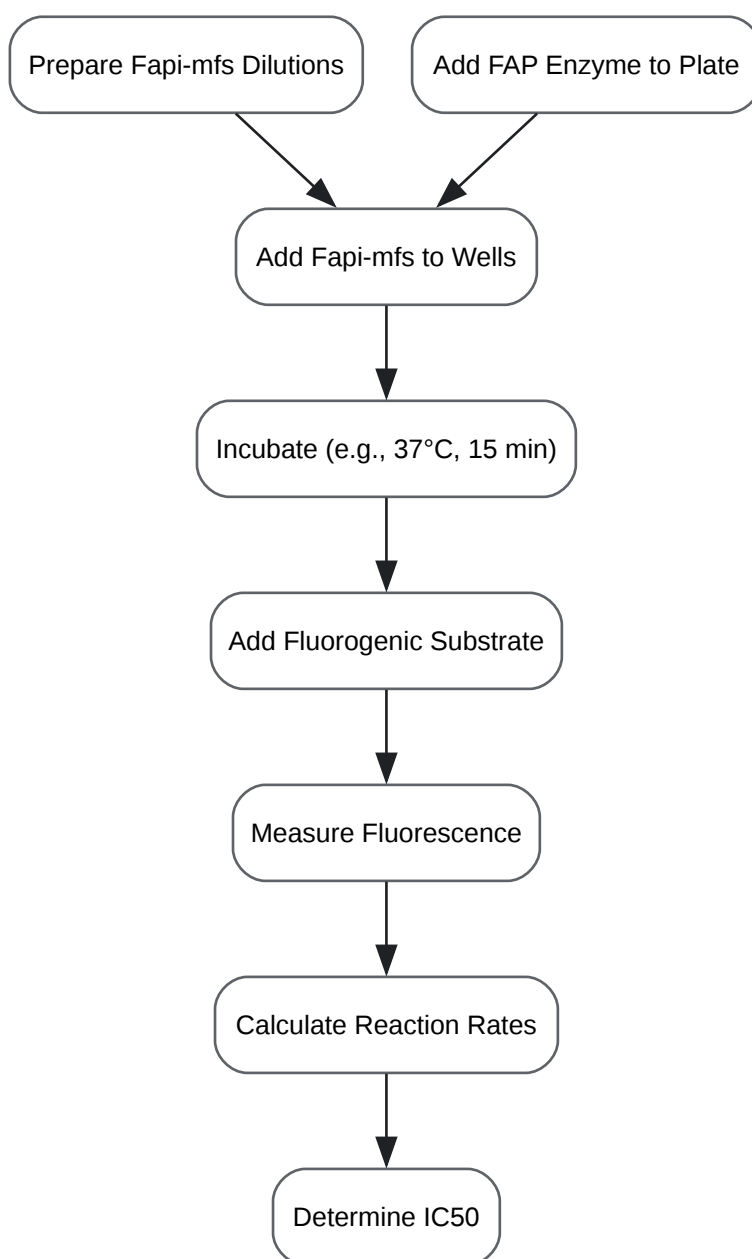 Prepare Fapi-mfs Dilutions
Add FAP Enzyme to Plate
Add Fapi-mfs to Wells
Incubate (e.g., 37°C, 15 min)
Add Fluorogenic Substrate
Measure Fluorescence
Calculate Reaction Rates
Determine IC50